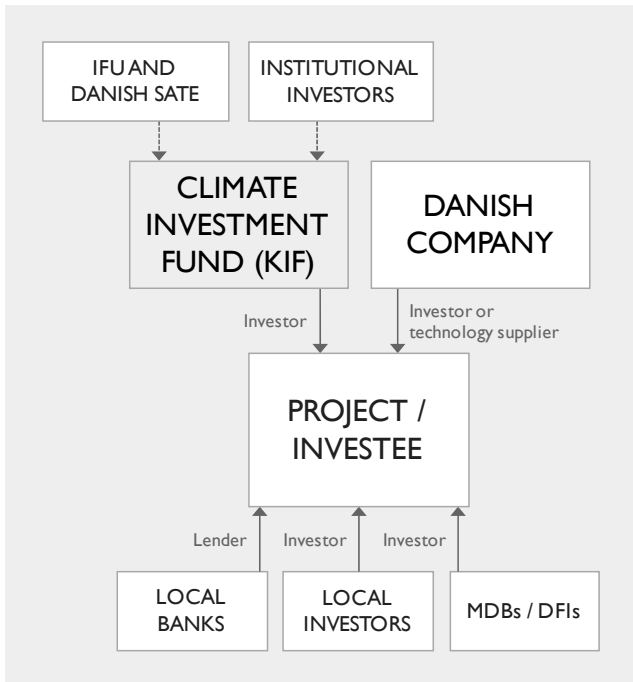 IFU AND
DANISH SATE
INSTITUTIONAL
INVESTORS
CLIMATE
INVESTMENT
FUND (KIF)
DANISH
COMPANY
Investor
Investor or
technology supplier
PROJECT /
INVESTEE
Lender
Investor
Investor
LOCAL
BANKS
LOCAL
INVESTORS
MDBs / DFIs